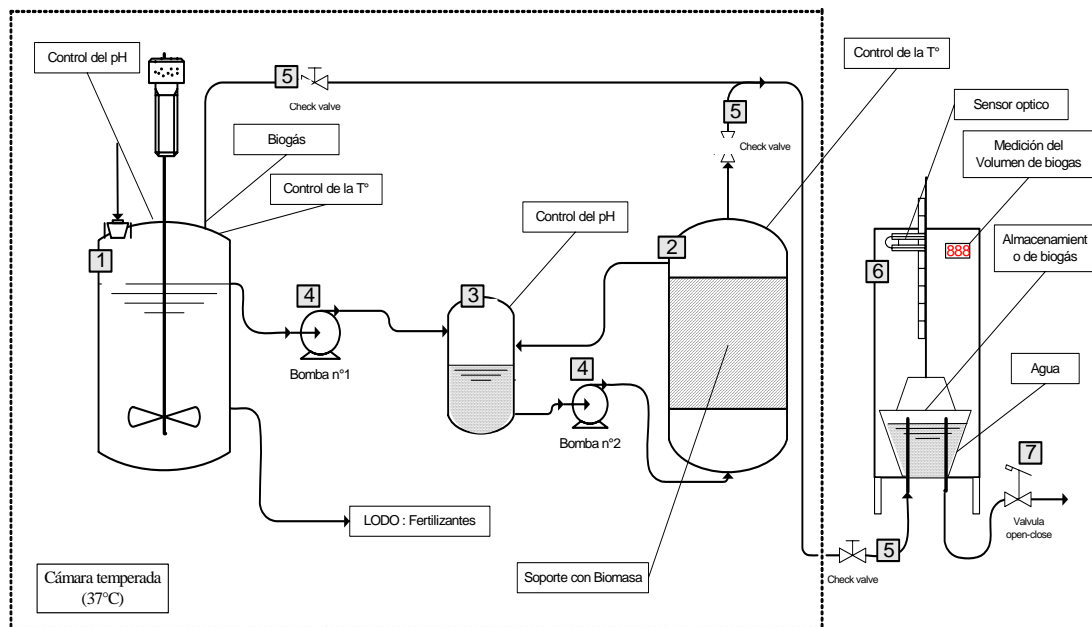 Control del pH
5
Check valve
Control de la T°
Sensor optico
Medición del
Volumen de biogas
888
Almacenamient
o de biogás
Agua
Biogás
Control de la T°
Control del pH
5
Check valve
1
2
3
4
Bomba n°1
4
Bomba n°2
6
7
Valvula
open-close
LODO : Fertilizantes
Soporte con Biomasa
5
Check valve
Cámara temperada
(37°C)